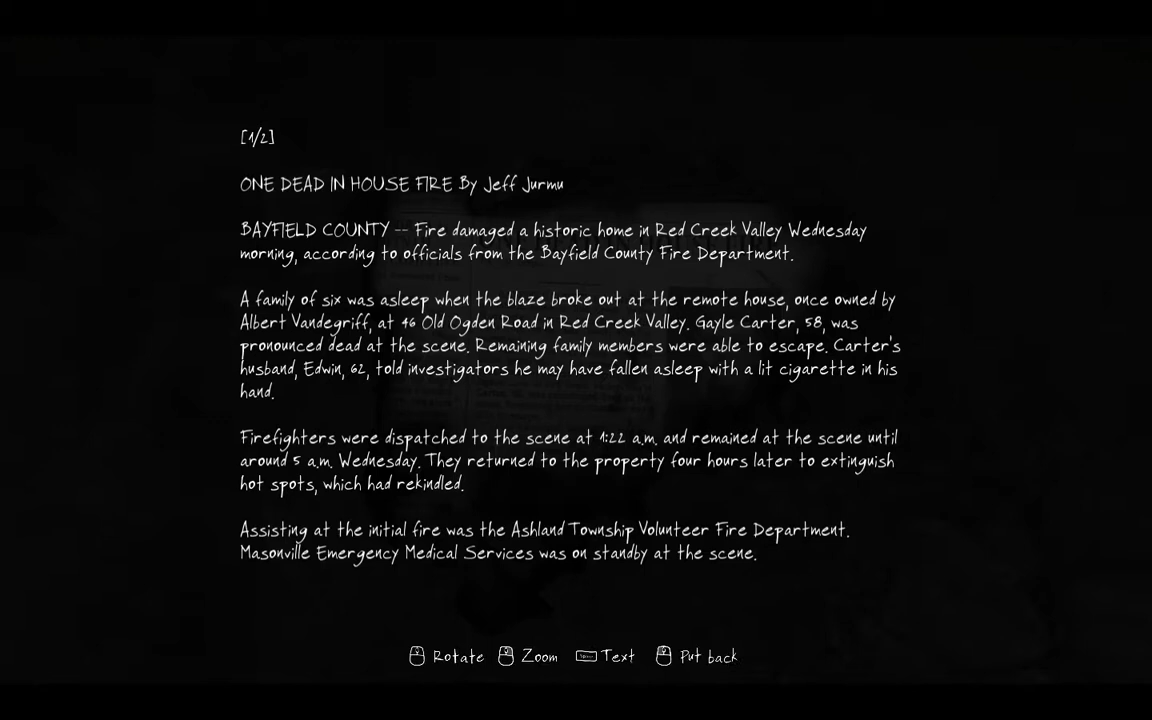 [1/2]
ONE DEAD IN HOUSE FIRE By Jeff Jurmu
BAYFIELD COUNTY -- Fire damaged a historic home in Red Creek Valley Wednesday
morning, according to officials from the Bayfield County Fire Department.
A family of six was asleep when the blaze broke out at the remote house, once owned by
Albert Vandegriff, at 46 Old Ogden Road in Red Creek Valley. Gayle Carter, 58, was
pronounced dead at the scene. Remaining family members were able to escape. Carter's
husband, Edwin, 62, told investigators he may have fallen asleep with a lit cigarette in his
hand.
Firefighters were dispatched to the scene at 1:22 a.m. and remained at the scene until
around 5 a.m. Wednesday. They returned to the property four hours later to extinguish
hot spots, which had rekindled.
Assisting at the initial fire was the Ashland Township Volunteer Fire Department.
Masonville Emergency Medical Services was on standby at the scene.
Rotate Zoom Text Put back